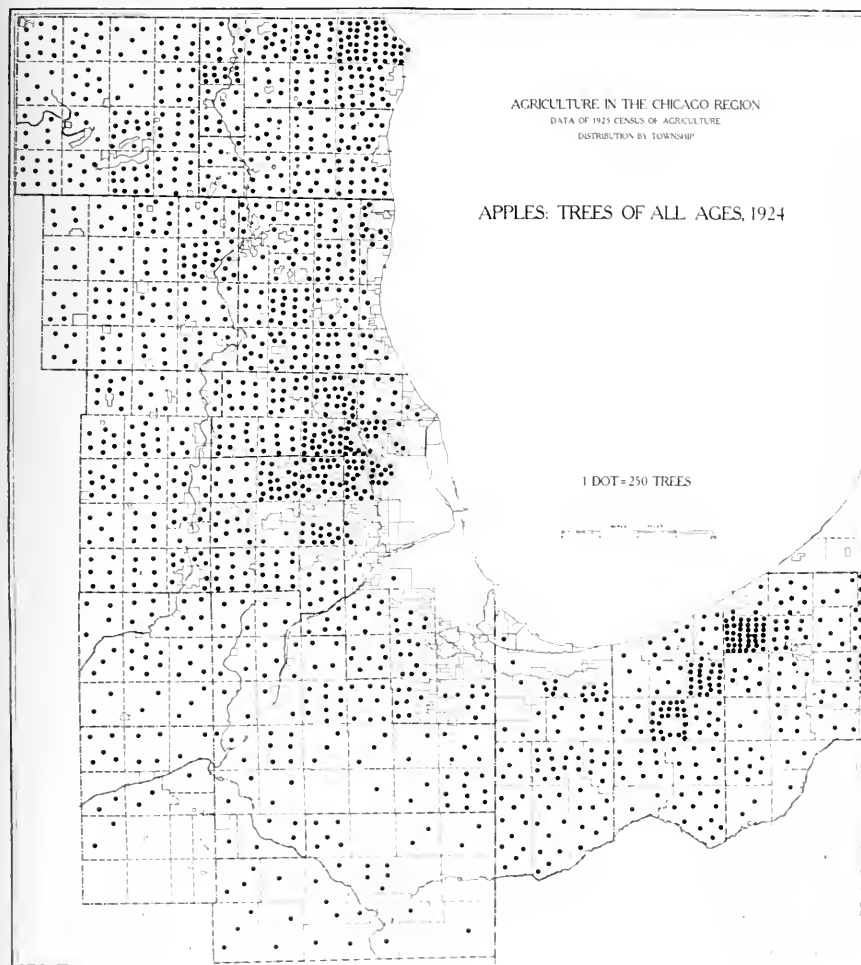 AGRICULTURE IN THE CHICAGO REGION
DATA OF 1925 CENSUS OF AGRICULTURE
DISTRIBUTION BY TOWNSHIP
APPLES: TREES OF ALL AGES, 1924
1 DOT = 250 TREES